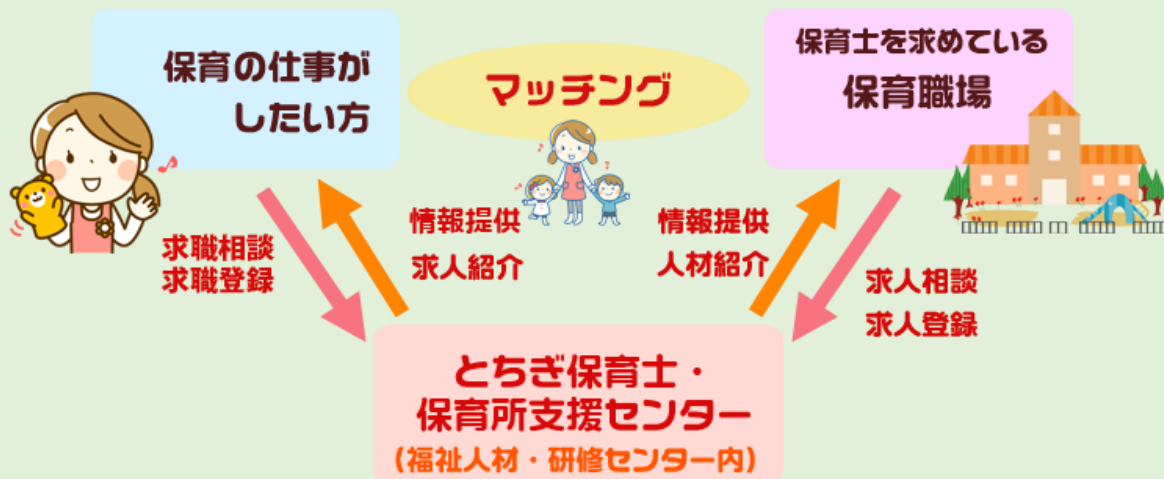 保育の仕事が
したい方
マッチング
保育士を求めている
保育職場
求職相談
求職登録
情報提供
求人紹介
情報提供
人材紹介
求人相談
求人登録
とちぎ保育士・
保育所支援センター
（福祉人材・研修センター内）